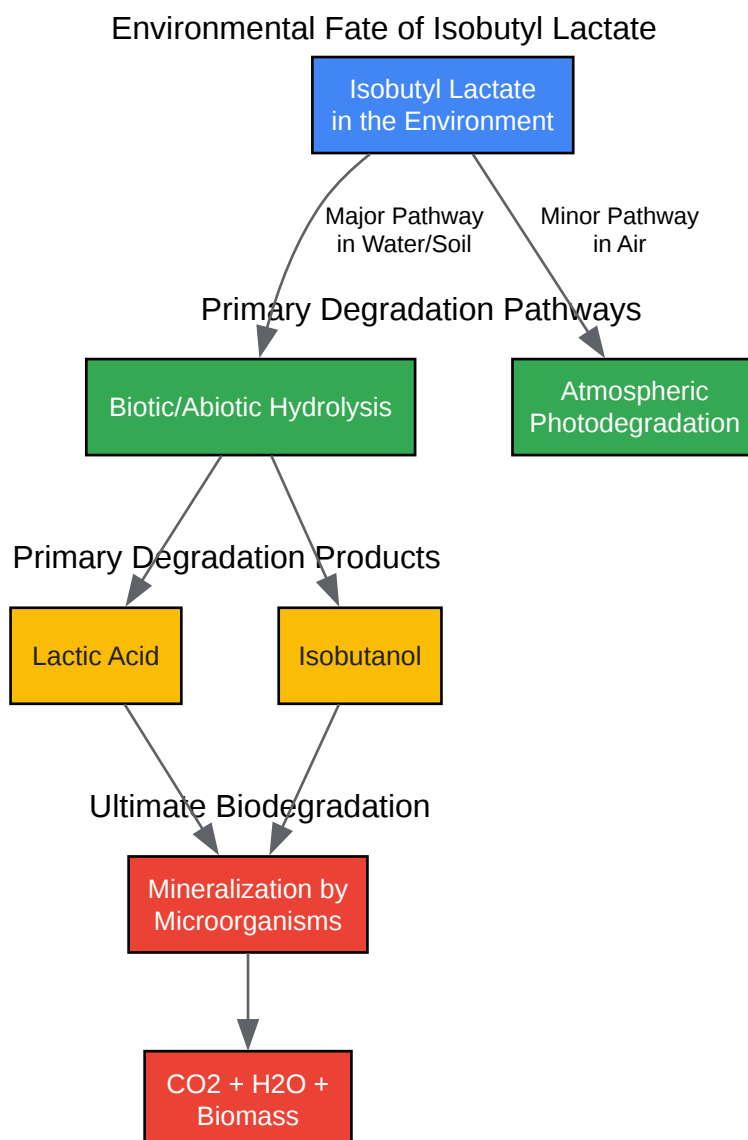 Environmental Fate of Isobutyl Lactate
Isobutyl Lactate
in the Environment
Major Pathway
in Water/Soil
Minor Pathway
in Air
Primary Degradation Pathways
Biotic/Abiotic Hydrolysis
Atmospheric
Photodegradation
Primary Degradation Products
Lactic Acid
Isobutanol
Ultimate Biodegradation
Mineralization by
Microorganisms
CO2 + H2O +
Biomass